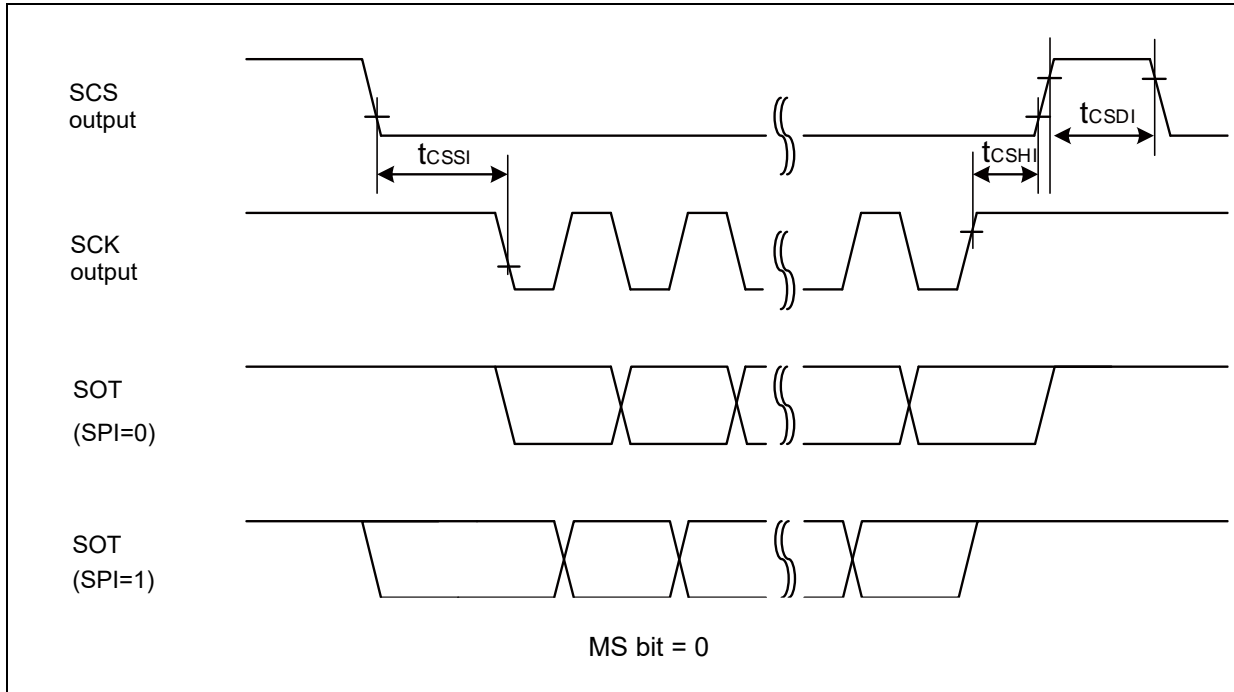 SCS
output
tCSSI
tCSHI
tCSDI
SCK
output
SOT
(SPI=0)
SOT
(SPI=1)
MS bit = 0